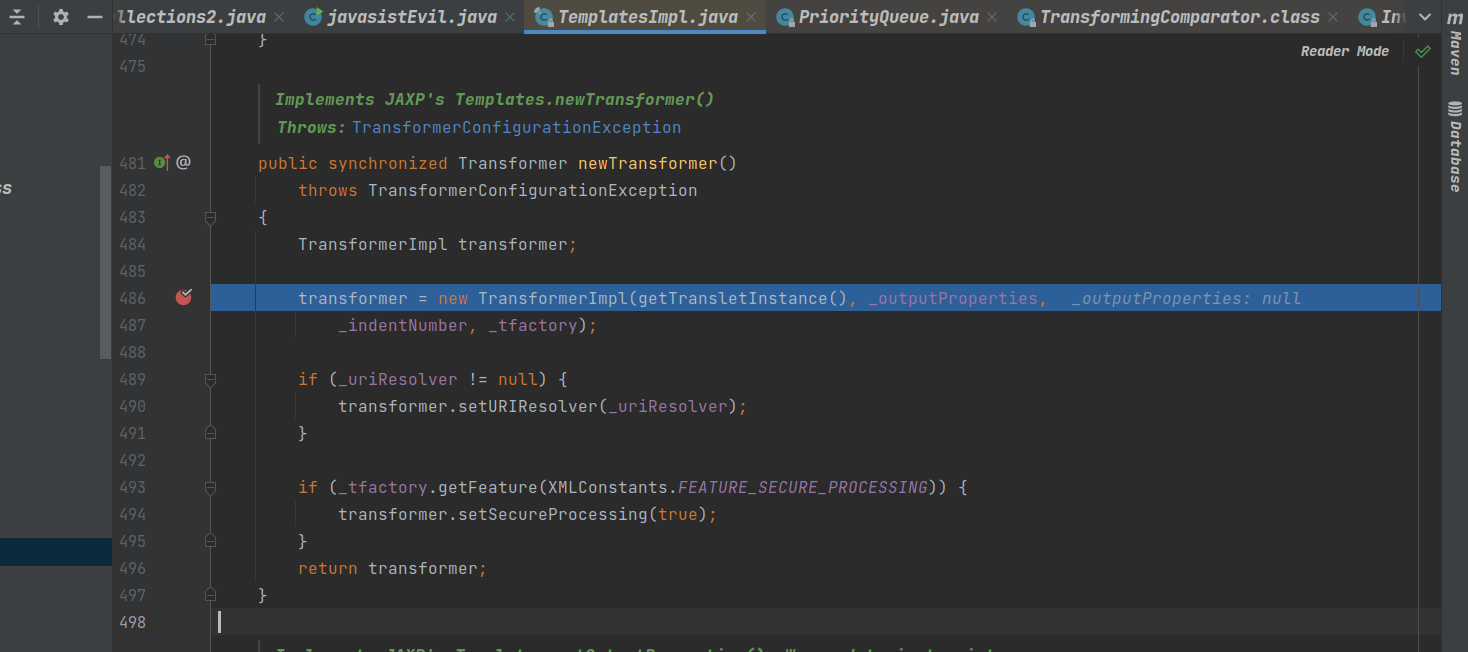 llections2.java javasistEvil.java TemplatesImpl.java PriorityQueue.java TransformingComparator.class
m
Maven
Database
Reader Mode
474 }
475
Implements JAXP's Templates.newTransformer()
Throws: TransformerConfigurationException
481 @ public synchronized Transformer newTransformer()
482 throws TransformerConfigurationException
483 {
484 TransformerImpl transformer;
485
486 transformer = new TransformerImpl(getTransletInstance(), _outputProperties, _outputProperties: null
487 _indentNumber, _tfactory);
488
489 if (_uriResolver != null) {
490 transformer.setURIResolver(_uriResolver);
491 }
492
493 if (_tfactory.getFeature(XMLConstants.FEATURE_SECURE_PROCESSING)) {
494 transformer.setSecureProcessing(true);
495 }
496 return transformer;
497 }
498